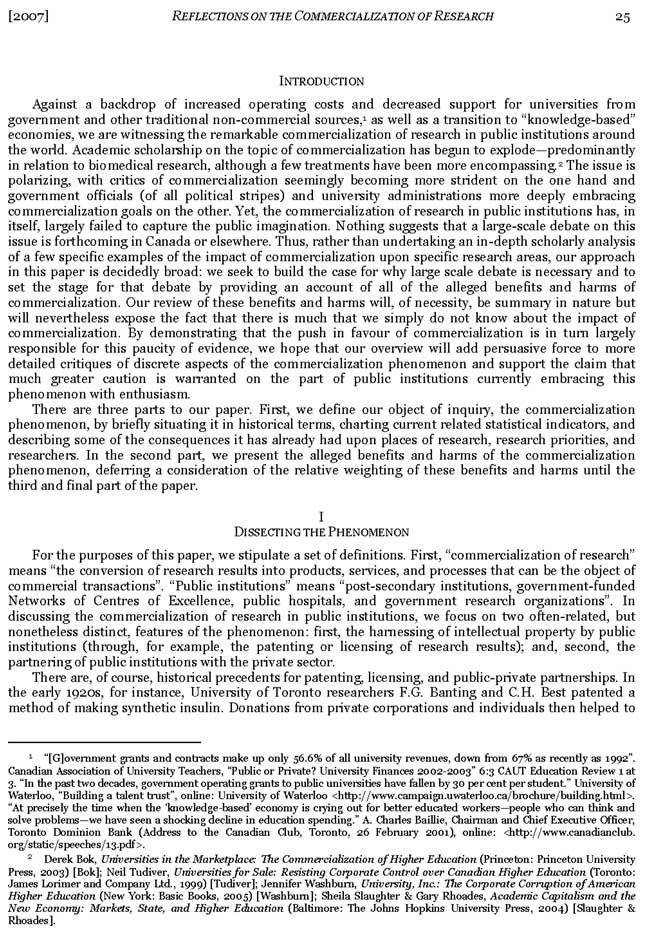 [2007] REFLECTIONS ON THE COMMERCIALIZATION OF RESEARCH 25
INTRODUCTION
Against a backdrop of increased operating costs and decreased support for universities from
government and other traditional non-commercial sources,¹ as well as a transition to “knowledge-based”
economies, we are witnessing the remarkable commercialization of research in public institutions around
the world. Academic scholarship on the topic of commercialization has begun to explode—predominantly
in relation to biomedical research, although a few treatments have been more encompassing.² The issue is
polarizing, with critics of commercialization seemingly becoming more strident on the one hand and
government officials (of all political stripes) and university administrations more deeply embracing
commercialization goals on the other. Yet, the commercialization of research in public institutions has, in
itself, largely failed to capture the public imagination. Nothing suggests that a large-scale debate on this
issue is forthcoming in Canada or elsewhere. Thus, rather than undertaking an in-depth scholarly analysis
of a few specific examples of the impact of commercialization upon specific research areas, our approach
in this paper is decidedly broad: we seek to build the case for why large scale debate is necessary and to
set the stage for that debate by providing an account of all of the alleged benefits and harms of
commercialization. Our review of these benefits and harms will, of necessity, be summary in nature but
will nevertheless expose the fact that there is much that we simply do not know about the impact of
commercialization. By demonstrating that the push in favour of commercialization is in turn largely
responsible for this paucity of evidence, we hope that our overview will add persuasive force to more
detailed critiques of discrete aspects of the commercialization phenomenon and support the claim that
much greater caution is warranted on the part of public institutions currently embracing this
phenomenon with enthusiasm.
There are three parts to our paper. First, we define our object of inquiry, the commercialization
phenomenon, by briefly situating it in historical terms, charting current related statistical indicators, and
describing some of the consequences it has already had upon places of research, research priorities, and
researchers. In the second part, we present the alleged benefits and harms of the commercialization
phenomenon, deferring a consideration of the relative weighting of these benefits and harms until the
third and final part of the paper.
I
DISSECTING THE PHENOMENON
For the purposes of this paper, we stipulate a set of definitions. First, “commercialization of research”
means “the conversion of research results into products, services, and processes that can be the object of
commercial transactions”. “Public institutions” means “post-secondary institutions, government-funded
Networks of Centres of Excellence, public hospitals, and government research organizations”. In
discussing the commercialization of research in public institutions, we focus on two often-related, but
nonetheless distinct, features of the phenomenon: first, the harnessing of intellectual property by public
institutions (through, for example, the patenting or licensing of research results); and, second, the
partnering of public institutions with the private sector.
There are, of course, historical precedents for patenting, licensing, and public-private partnerships. In
the early 1920s, for instance, University of Toronto researchers F.G. Banting and C.H. Best patented a
method of making synthetic insulin. Donations from private corporations and individuals then helped to
¹ “[G]overnment grants and contracts make up only 56.6% of all university revenues, down from 67% as recently as 1992”.
Canadian Association of University Teachers, “Public or Private? University Finances 2002-2003” 6:3 CAUT Education Review 1 at
3. “In the past two decades, government operating grants to public universities have fallen by 30 per cent per student.” University of
Waterloo, “Building a talent trust”, online: University of Waterloo <http://www.campaign.uwaterloo.ca/brochure/building.html>.
“At precisely the time when the ‘knowledge-based’ economy is crying out for better educated workers—people who can think and
solve problems—we have seen a shocking decline in education spending.” A. Charles Baillie, Chairman and Chief Executive Officer,
Toronto Dominion Bank (Address to the Canadian Club, Toronto, 26 February 2001), online: <http://www.canadianclub.
org/static/speeches/13.pdf>.
² Derek Bok, Universities in the Marketplace: The Commercialization of Higher Education (Princeton: Princeton University
Press, 2003) [Bok]; Neil Tudiver, Universities for Sale: Resisting Corporate Control over Canadian Higher Education (Toronto:
James Lorimer and Company Ltd., 1999) [Tudiver]; Jennifer Washburn, University, Inc.: The Corporate Corruption of American
Higher Education (New York: Basic Books, 2005) [Washburn]; Sheila Slaughter & Gary Rhoades, Academic Capitalism and the
New Economy: Markets, State, and Higher Education (Baltimore: The Johns Hopkins University Press, 2004) [Slaughter &
Rhoades].